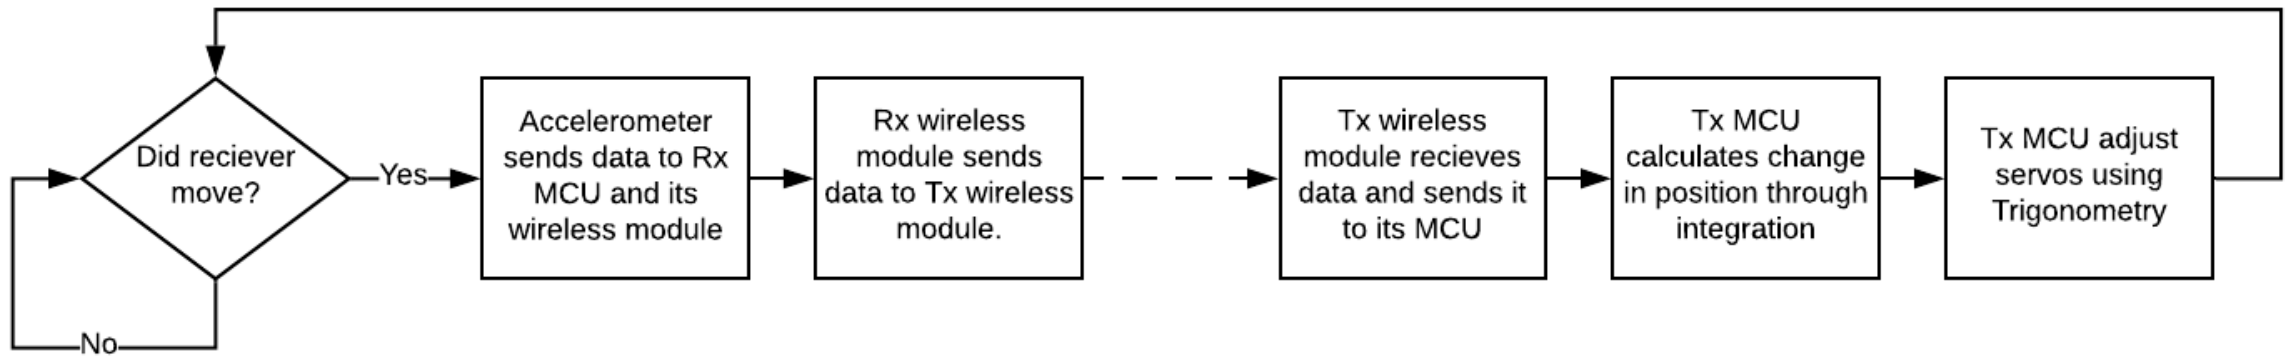 Did reciever
move?
Yes
No
Accelerometer
sends data to Rx
MCU and its
wireless module
Rx wireless
module sends
data to Tx wireless
module.
Tx wireless
module recieves
data and sends it
to its MCU
Tx MCU
calculates change
in position through
integration
Tx MCU adjust
servos using
Trigonometry